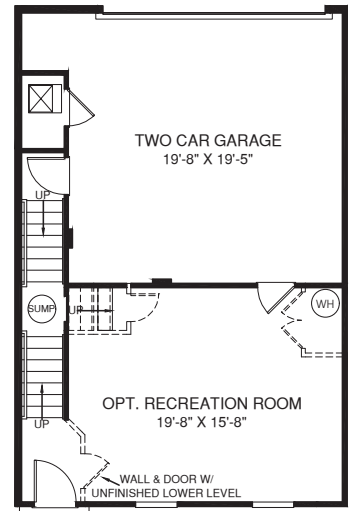 TWO CAR GARAGE
19'-8" X 19'-5"
UP
SUMP
UP
WH
OPT. RECREATION ROOM
19'-8" X 15'-8"
UP
WALL & DOOR W/
UNFINISHED LOWER LEVEL